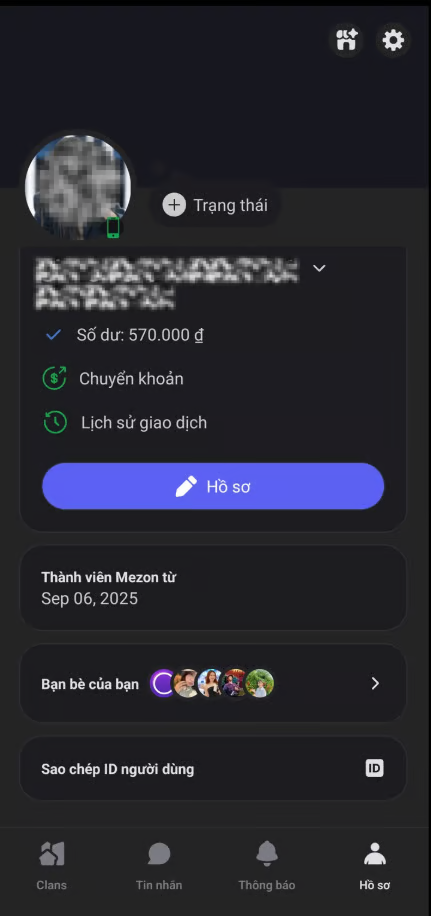 Trạng thái
Số dư: 570.000 ₫
Chuyển khoản
Lịch sử giao dịch
Hồ sơ
Thành viên Mezon từ
Sep 06, 2025
Bạn bè của bạn
Sao chép ID người dùng
ID
Clans
Tin nhắn
Thông báo
Hồ sơ